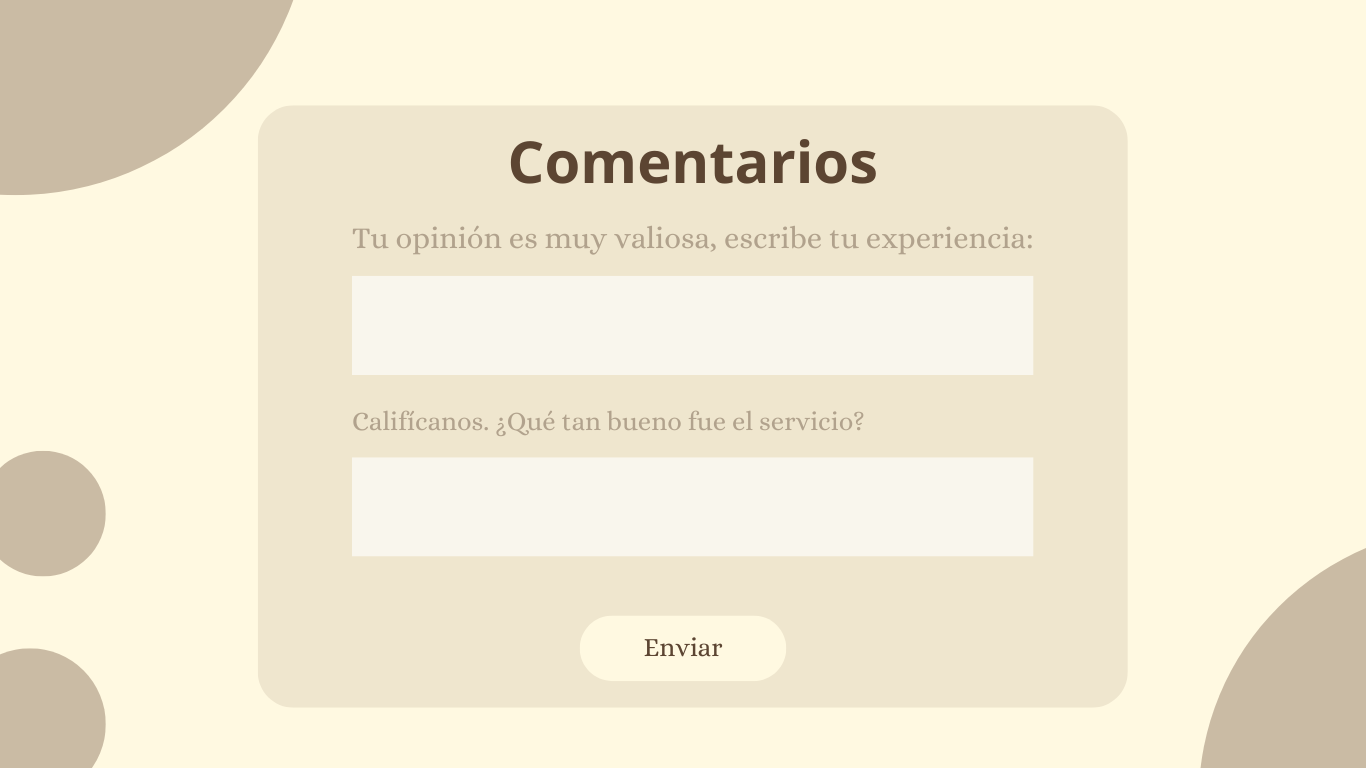 Comentarios
Tu opinión es muy valiosa, escribe tu experiencia:
Califícanos. ¿Qué tan bueno fue el servicio?
Enviar